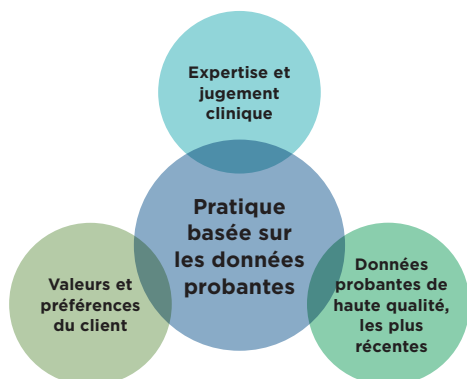 Expertise et
jugement
clinique
Pratique
basée sur
les données
probantes
Valeurs et
préférences
du client
Données
probantes de
haute qualité,
les plus
récentes